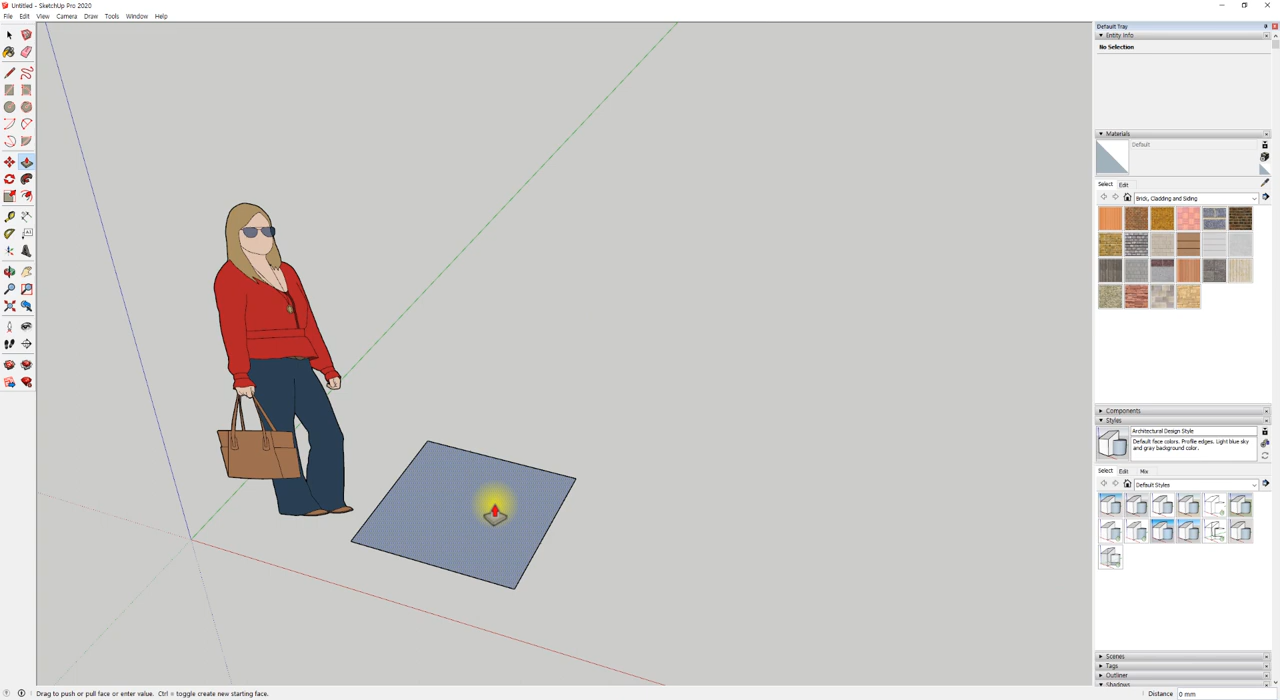 Untitled - SketchUp Pro 2020
File Edit View Camera Draw Tools Window Help
Default Tray
Entity Info
No Selection
Materials
Default
Select Edit
Brick, Cladding and Siding
Components
Styles
Architectural Design Style
Default face colors. Profile edges. Light blue sky
and gray background color.
Select Edit Mix
Default Styles
Scenes
Tags
Shadows
Outliner
Drag to push or pull face or enter value. Ctrl = toggle create new starting face.
Distance 0 mm